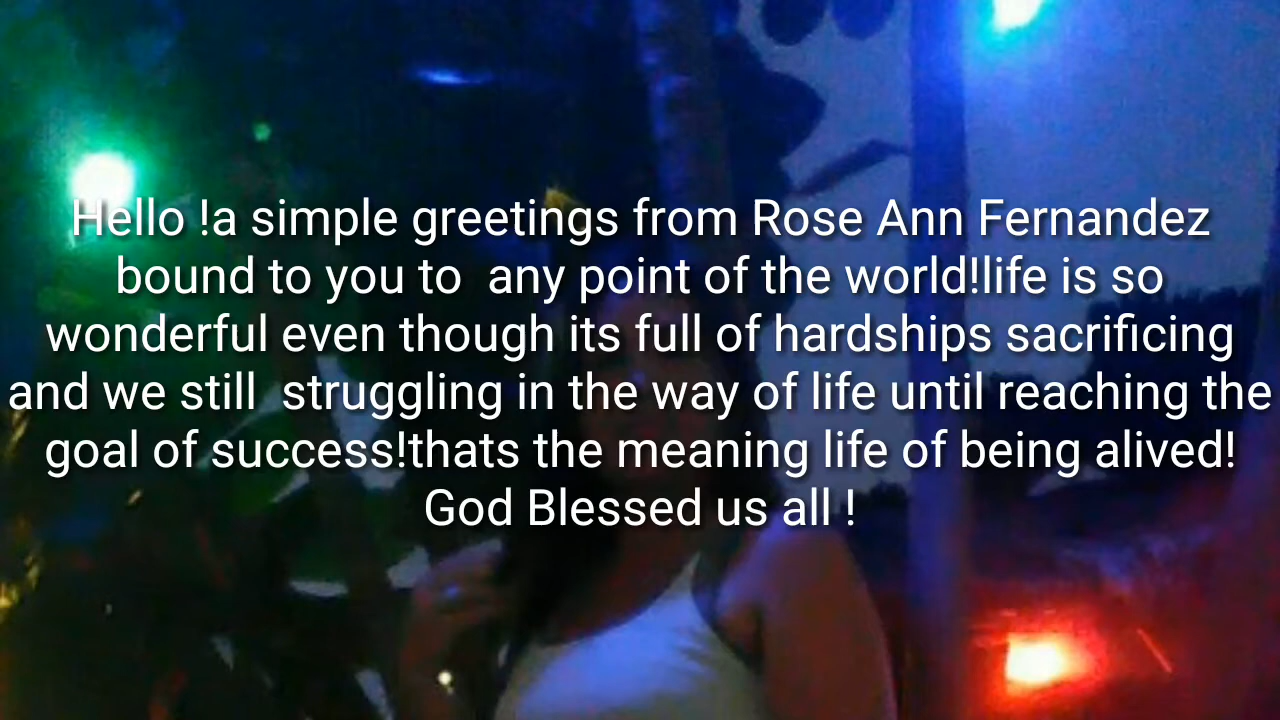 Hello !a simple greetings from Rose Ann Fernandez
bound to you to  any point of the world!life is so
wonderful even though its full of hardships sacrificing
and we still  struggling in the way of life until reaching the
goal of success!thats the meaning life of being alived!
God Blessed us all !